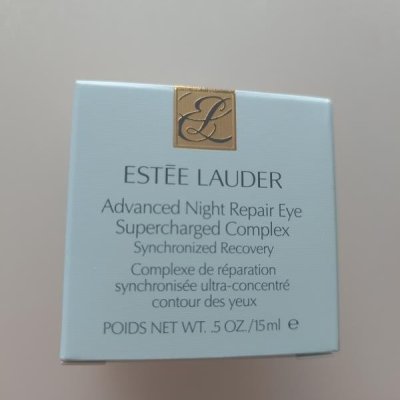 EL
ESTĒE LAUDER
Advanced Night Repair Eye
Supercharged Complex
Synchronized Recovery
Complexe de réparation
synchronisée ultra-concentré
contour des yeux
POIDS NET WT. .5 OZ./15ml e